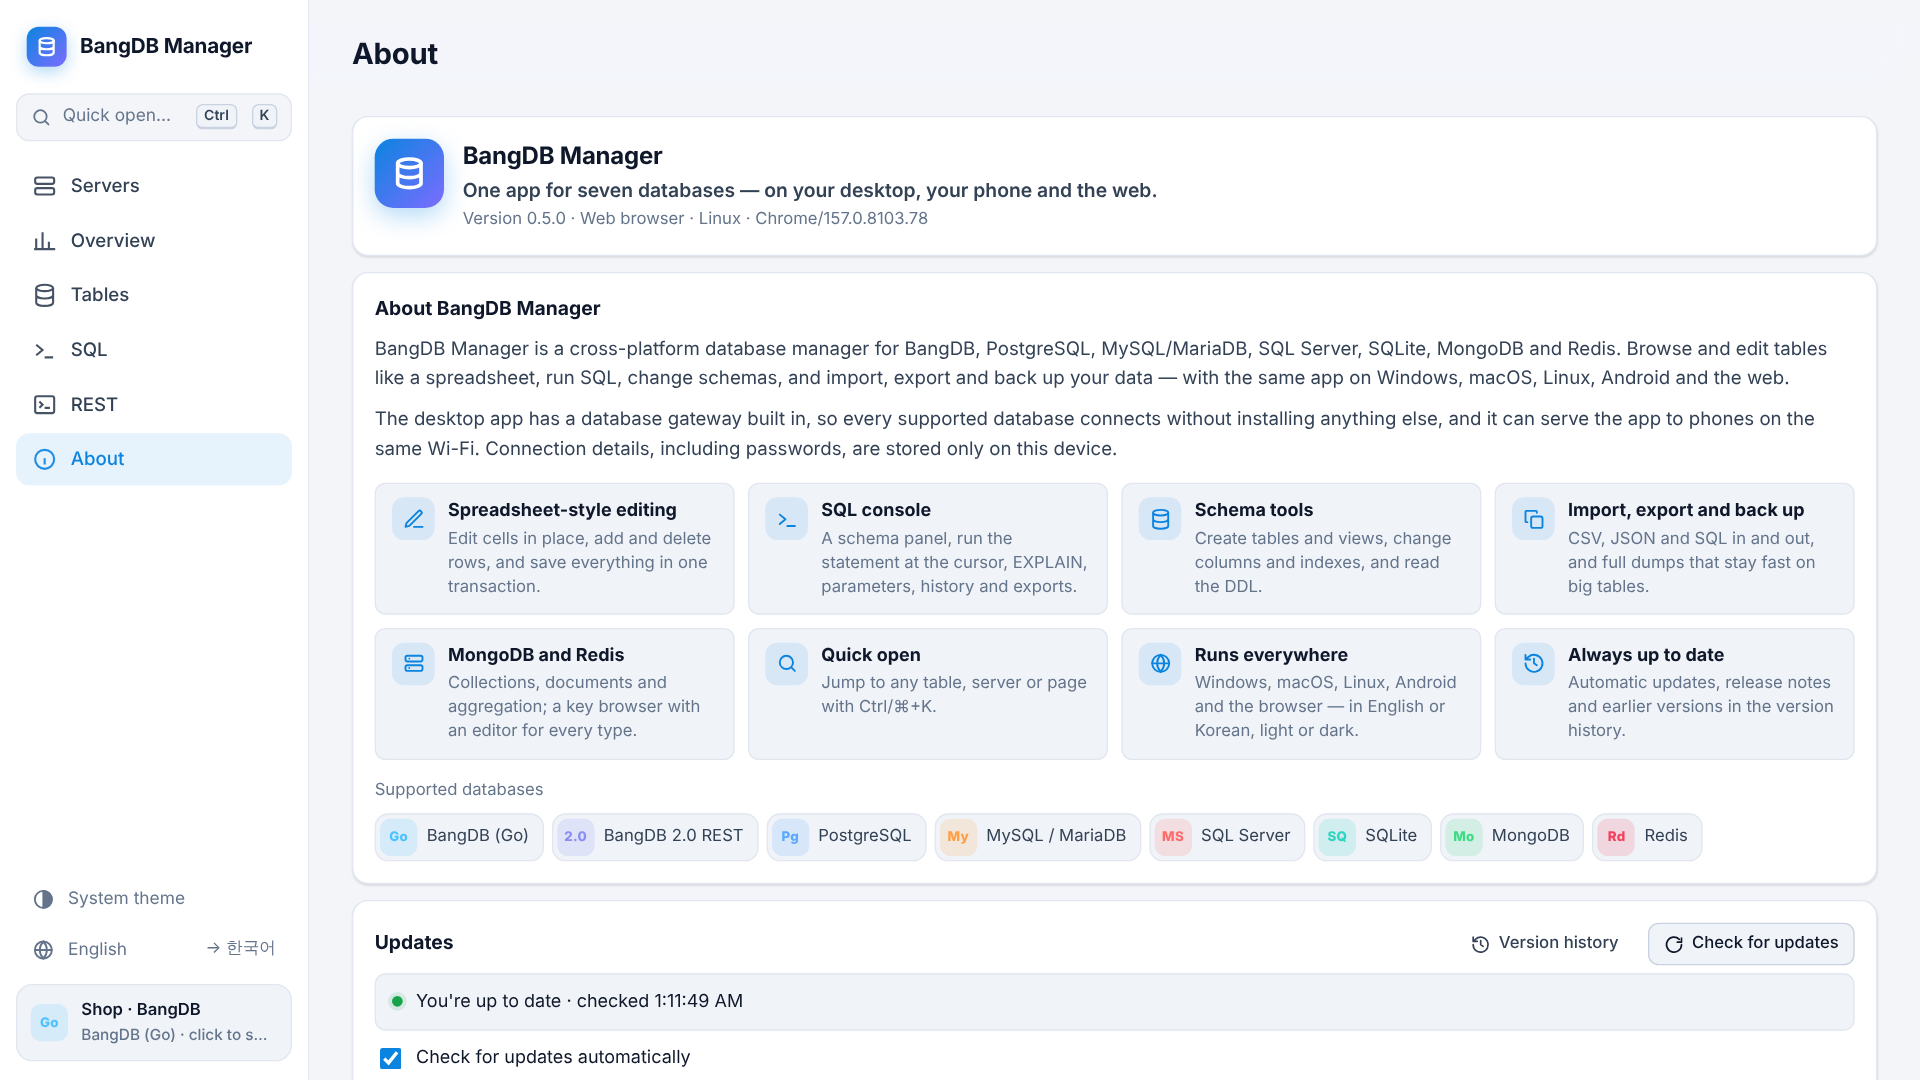 BangDB Manager
Quick open... Ctrl K
Servers
Overview
Tables
SQL
REST
About
System theme
English → 한국어
Go
Shop · BangDB
BangDB (Go) · click to s...
About
BangDB Manager
One app for seven databases — on your desktop, your phone and the web.
Version 0.5.0 · Web browser · Linux · Chrome/157.0.8103.78
About BangDB Manager
BangDB Manager is a cross-platform database manager for BangDB, PostgreSQL, MySQL/MariaDB, SQL Server, SQLite, MongoDB and Redis. Browse and edit tables
like a spreadsheet, run SQL, change schemas, and import, export and back up your data — with the same app on Windows, macOS, Linux, Android and the web.
The desktop app has a database gateway built in, so every supported database connects without installing anything else, and it can serve the app to phones on the
same Wi-Fi. Connection details, including passwords, are stored only on this device.
Spreadsheet-style editing
Edit cells in place, add and delete
rows, and save everything in one
transaction.
SQL console
A schema panel, run the
statement at the cursor, EXPLAIN,
parameters, history and exports.
Schema tools
Create tables and views, change
columns and indexes, and read
the DDL.
Import, export and back up
CSV, JSON and SQL in and out,
and full dumps that stay fast on
big tables.
MongoDB and Redis
Collections, documents and
aggregation; a key browser with
an editor for every type.
Quick open
Jump to any table, server or page
with Ctrl/⌘+K.
Runs everywhere
Windows, macOS, Linux, Android
and the browser — in English or
Korean, light or dark.
Always up to date
Automatic updates, release notes
and earlier versions in the version
history.
Supported databases
Go BangDB (Go) 2.0 BangDB 2.0 REST Pg PostgreSQL My MySQL / MariaDB MS SQL Server SQ SQLite Mo MongoDB Rd Redis
Updates Version history Check for updates
You're up to date · checked 1:11:49 AM
Check for updates automatically